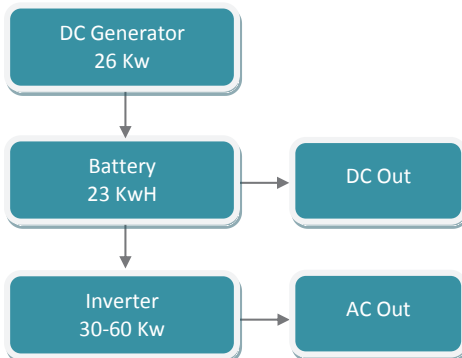 DC Generator
26 Kw
Battery
23 KwH
DC Out
Inverter
30-60 Kw
AC Out